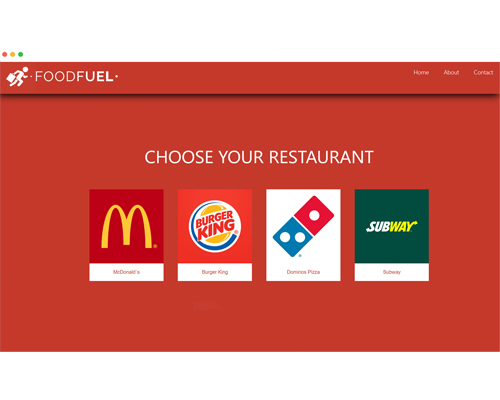 ·FOODFUEL·
Home About Contact
CHOOSE YOUR RESTAURANT
BURGER
KING
SUBWAY
McDonald's Burger King Dominos Pizza Subway